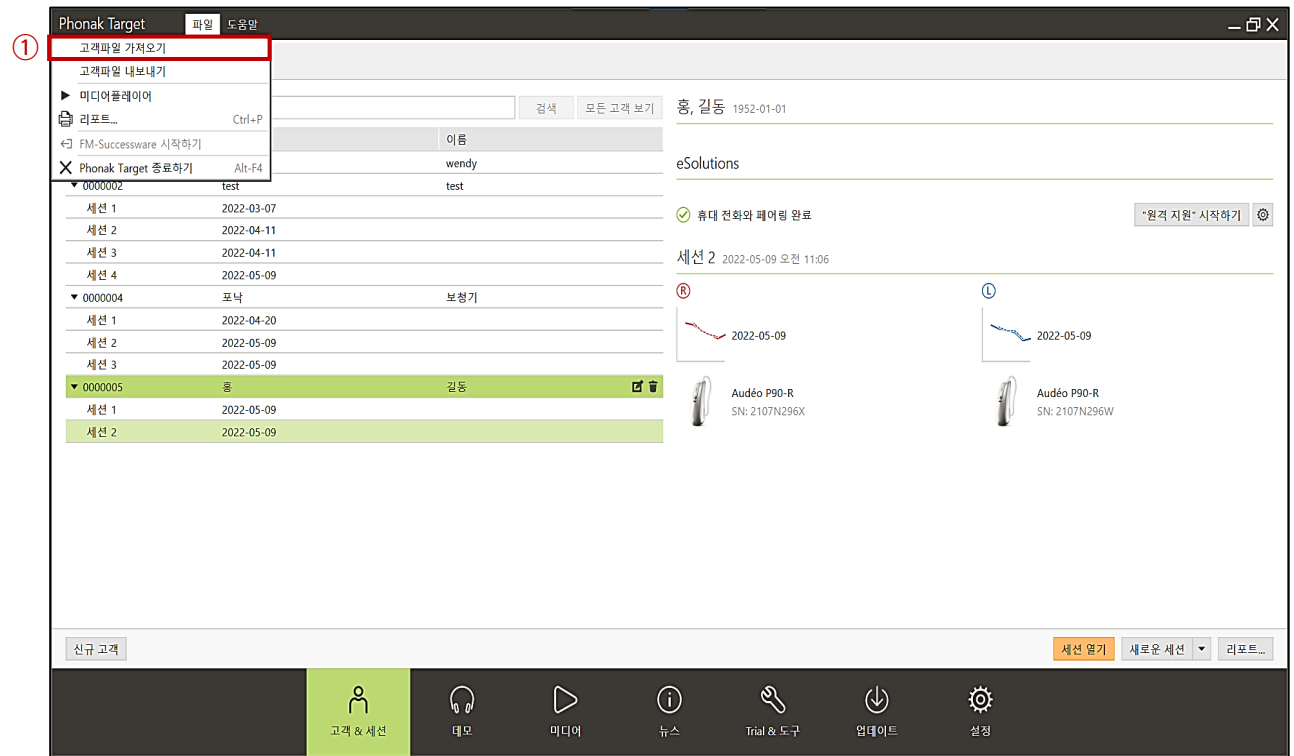 Phonak Target 파일 도움말
①
고객파일 가져오기
고객파일 내보내기
미디어플레이어
리포트... Ctrl+P
FM-Successware 시작하기
Phonak Target 종료하기 Alt-F4
검색 모든 고객 보기
이름
wendy
0000002 test test
세션 1 2022-03-07
세션 2 2022-04-11
세션 3 2022-04-11
세션 4 2022-05-09
0000004 포낙 보청기
세션 1 2022-04-20
세션 2 2022-05-09
세션 3 2022-05-09
0000005 홍 길동
세션 1 2022-05-09
세션 2 2022-05-09
홍, 길동 1952-01-01
eSolutions
휴대 전화와 페어링 완료 "원격 지원" 시작하기
세션 2 2022-05-09 오전 11:06
R L
2022-05-09 2022-05-09
Audéo P90-R Audéo P90-R
SN: 2107N296X SN: 2107N296W
신규 고객 세션 열기 새로운 세션 리포트...
고객 & 세션 데모 미디어 뉴스 Trial & 도구 업데이트 설정